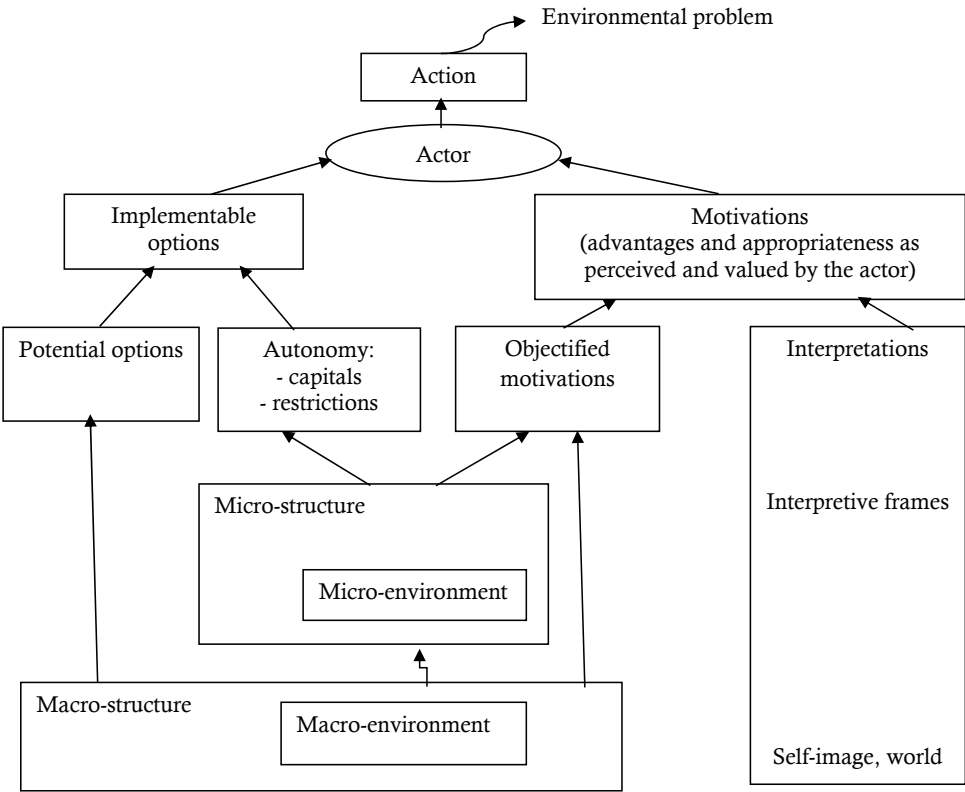 Environmental problem
Action
Actor
Implementable
options
Motivations
(advantages and appropriateness as
perceived and valued by the actor)
Potential options
Autonomy:
- capitals
- restrictions
Objectified
motivations
Interpretations
Micro-structure
Interpretive frames
Micro-environment
Macro-structure
Macro-environment
Self-image, world